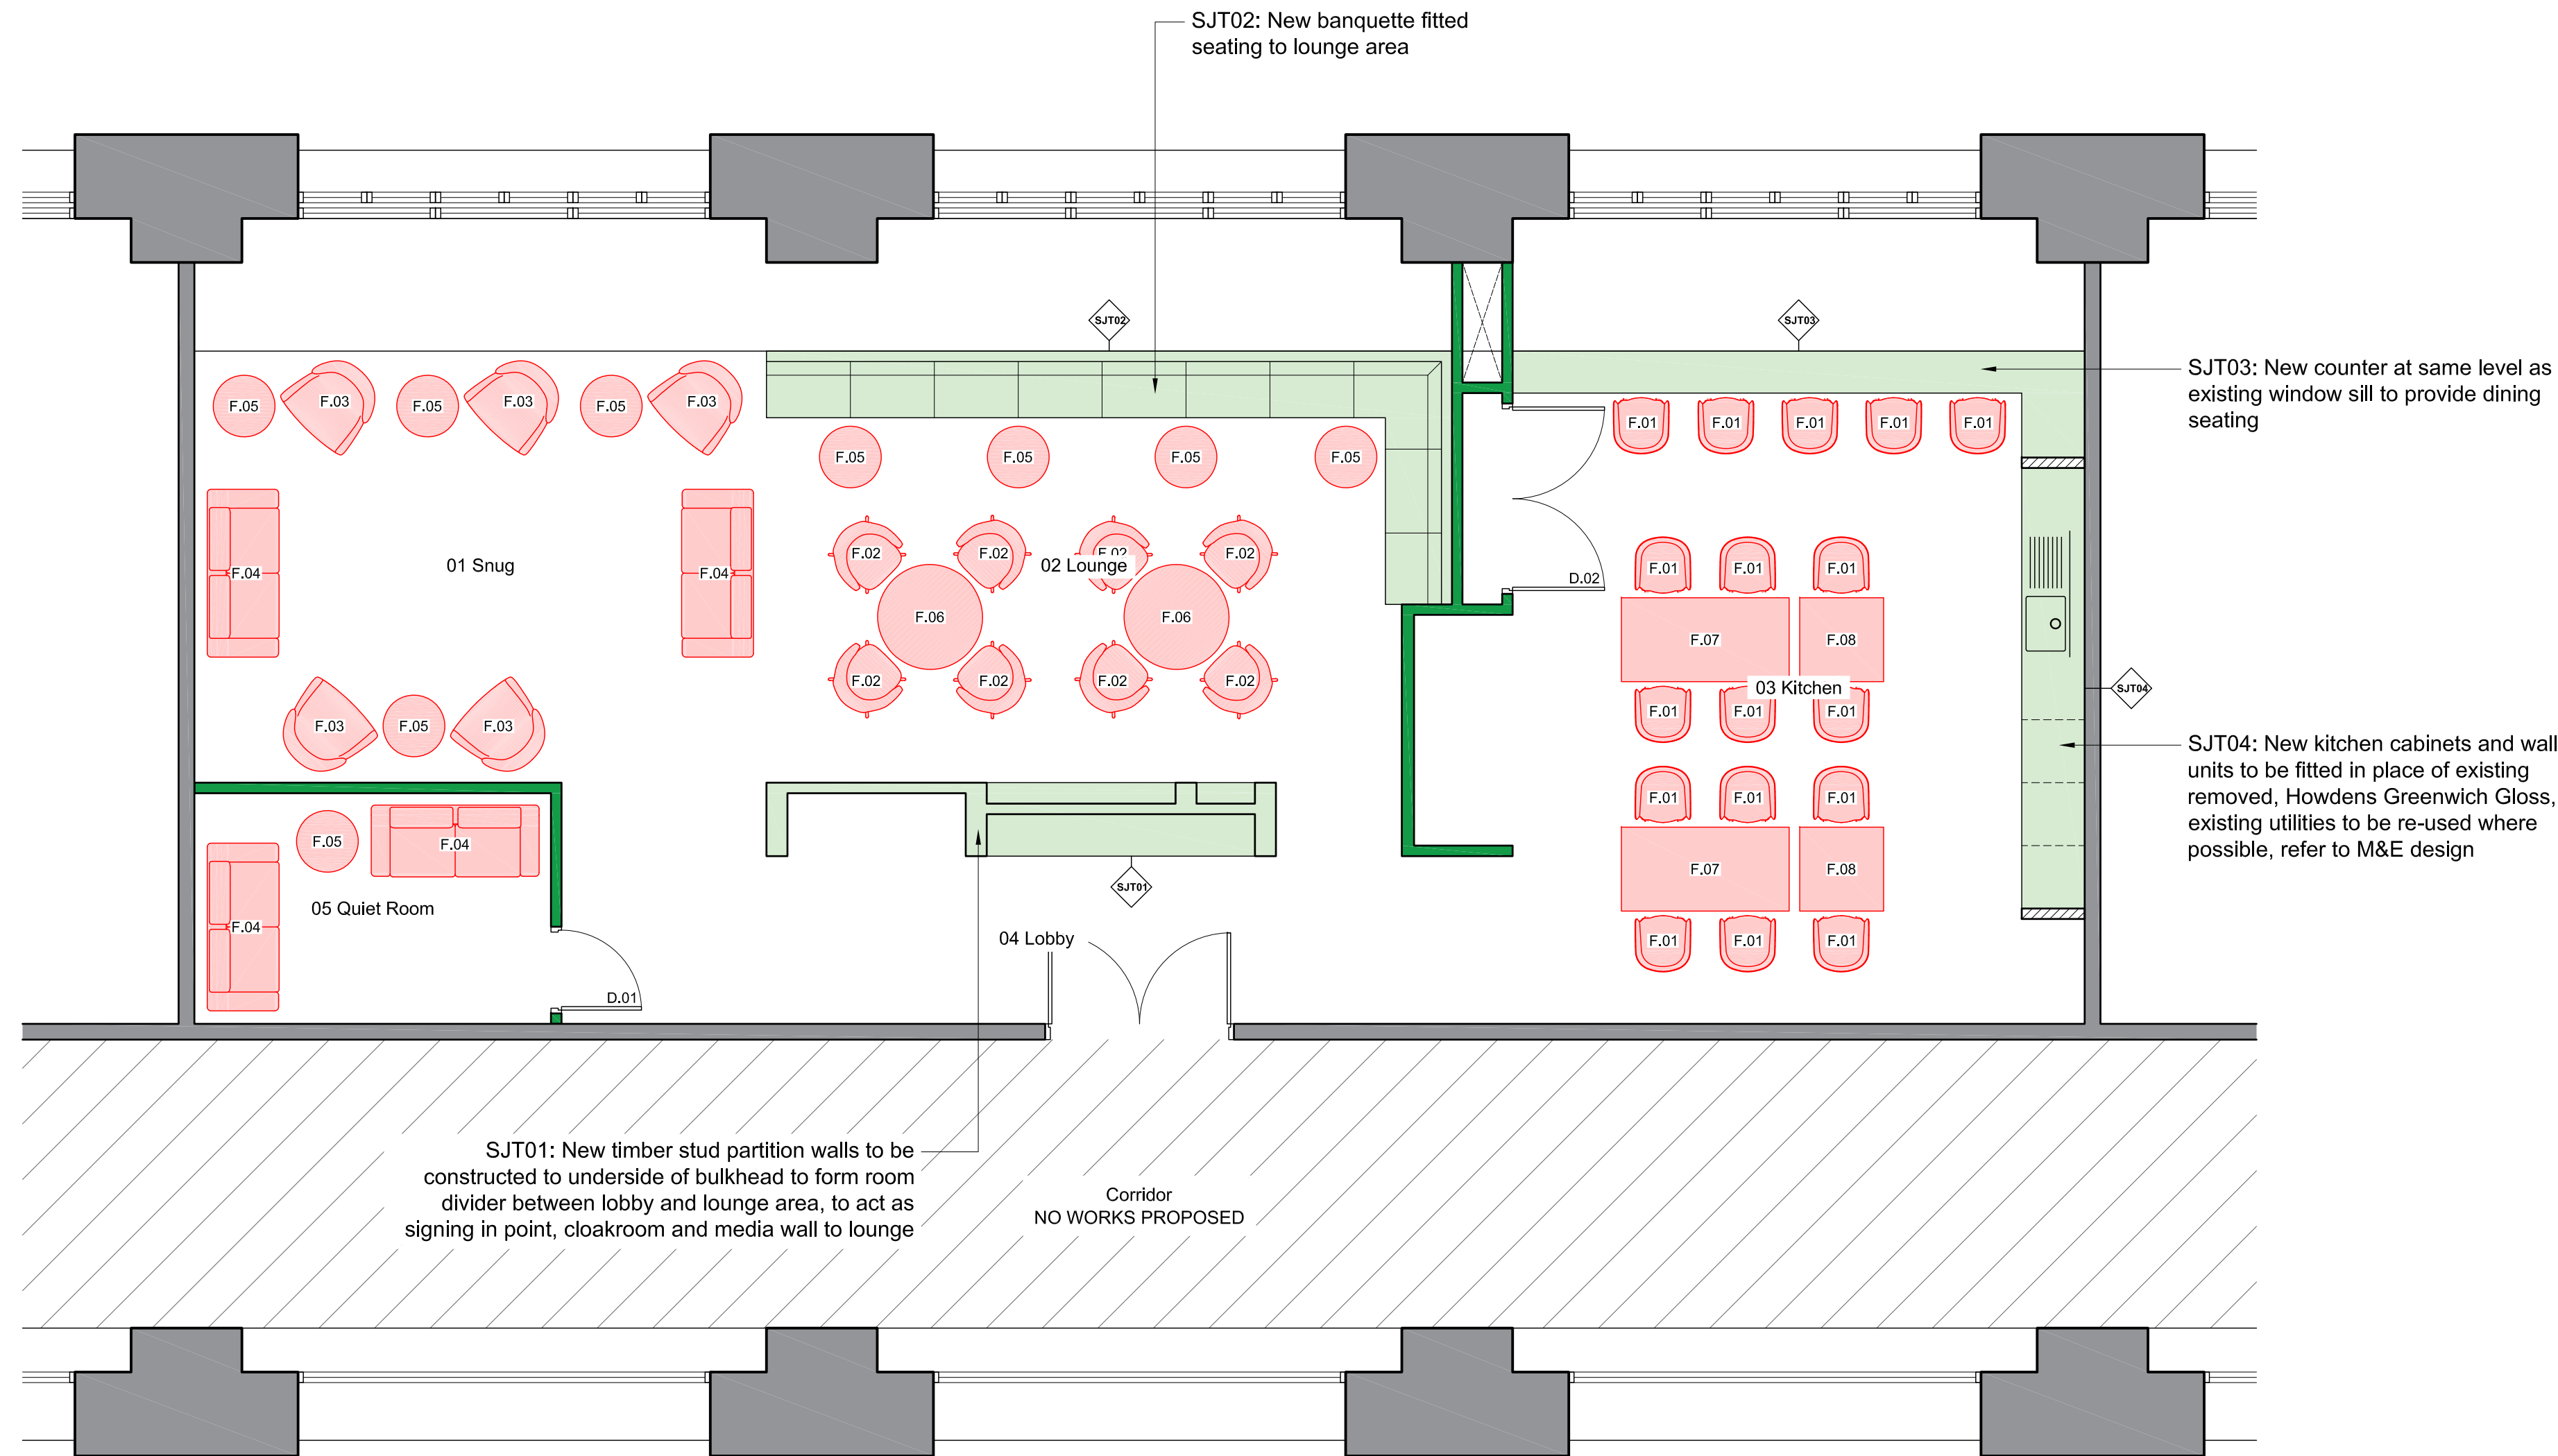 SJT02: New banquette fitted
seating to lounge area
SJT02
SJT03
SJT03: New counter at same level as
existing window sill to provide dining
seating
F.05
F.03
F.05
F.03
F.05
F.03
F.01
F.01
F.01
F.01
F.01
F.05
F.05
F.05
F.05
F.04
01 Snug
F.04
F.02
F.02
02 Lounge
F.02
F.02
D.02
F.01
F.01
F.01
F.06
F.06
F.07
F.08
F.02
F.02
F.02
F.02
03 Kitchen
SJT04
F.01
F.01
F.01
F.03
F.05
F.03
SJT04: New kitchen cabinets and wall
units to be fitted in place of existing
removed, Howdens Greenwich Gloss,
existing utilities to be re-used where
possible, refer to M&E design
F.01
F.01
F.01
F.05
F.04
F.07
F.08
SJT01
05 Quiet Room
F.04
04 Lobby
F.01
F.01
F.01
D.01
SJT01: New timber stud partition walls to be
constructed to underside of bulkhead to form room
divider between lobby and lounge area, to act as
signing in point, cloakroom and media wall to lounge
Corridor
NO WORKS PROPOSED